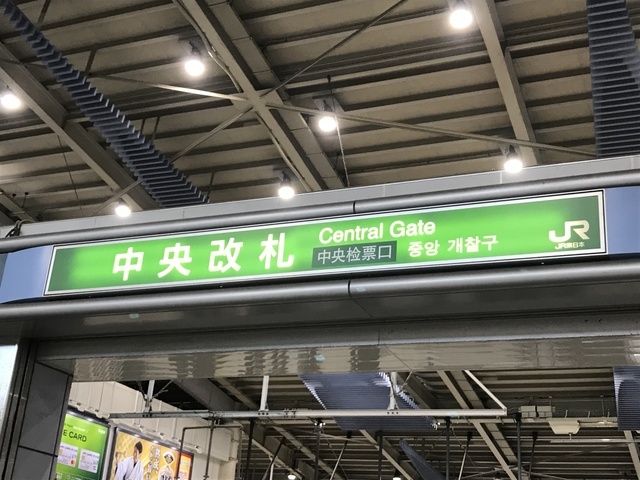 中央改札
Central Gate
中央检票口 중앙 개찰구
JR
JR東日本
E CARD